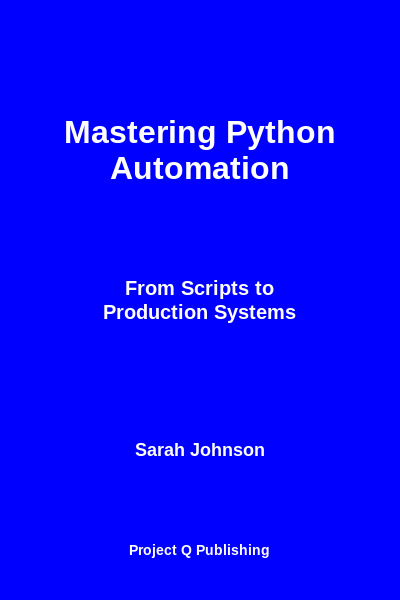 Mastering Python
Automation
From Scripts to
Production Systems
Sarah Johnson
Project Q Publishing